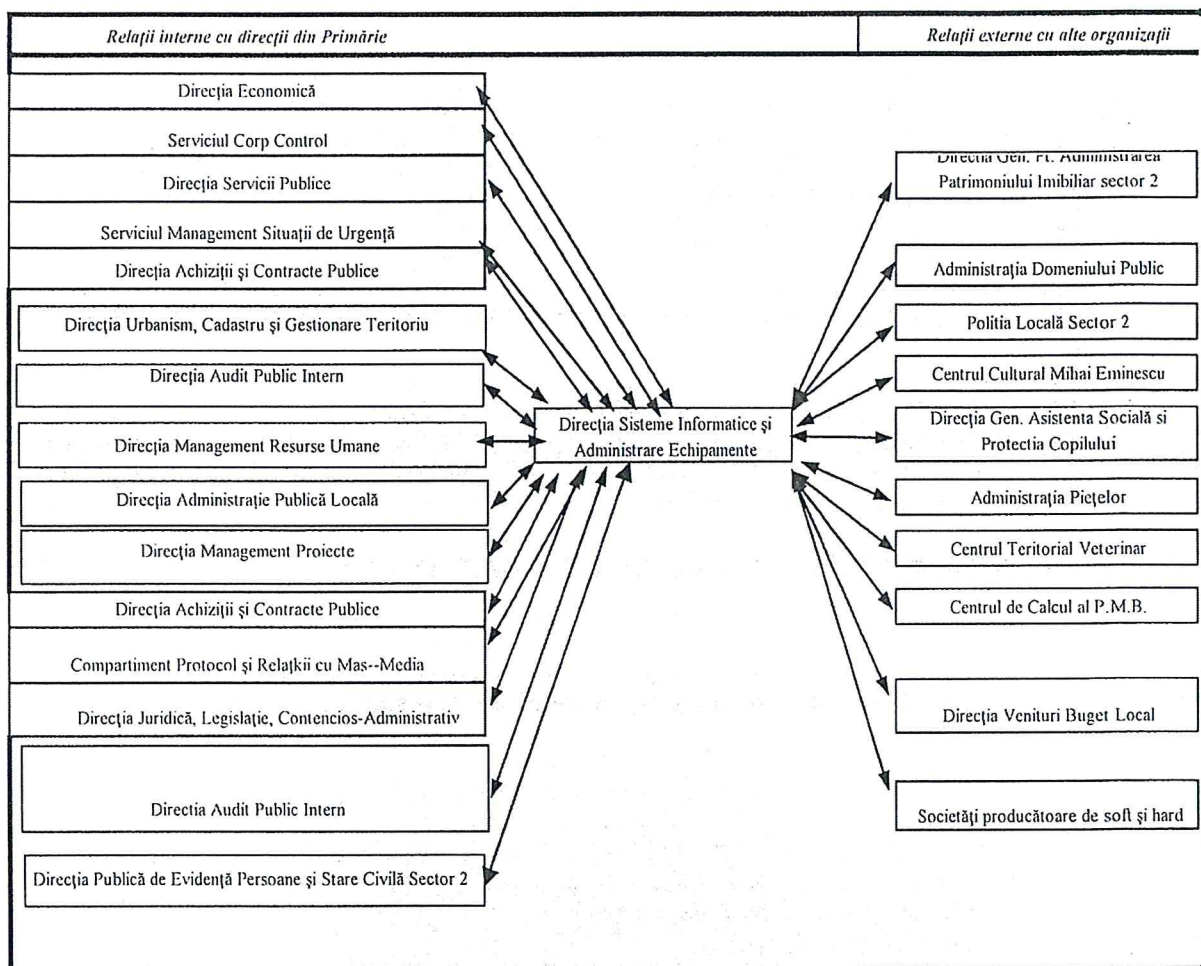 Relații interne cu direcții din Primărie
Relații externe cu alte organizații
Direcția Economică
Serviciul Corp Control
Direcția Servicii Publice
Serviciul Management Situații de Urgență
Direcția Achiziții și Contracte Publice
Direcția Urbanism, Cadastru și Gestionare Teritoriu
Direcția Audit Public Intern
Direcția Management Resurse Umane
Direcția Administrație Publică Locală
Direcția Management Proiecte
Direcția Achiziții și Contracte Publice
Compartiment Protocol și Relațkii cu Mas--Media
Direcția Juridică, Legislație, Contencios-Administrativ
Directia Audit Public Intern
Direcția Publică de Evidență Persoane și Stare Civilă Sector 2
Direcția Sisteme Informatice și
Administrare Echipamente
Directia Gen. Pt. Administrarea
Patrimoniului Imibiliar sector 2
Administrația Domeniului Public
Politia Locală Sector 2
Centrul Cultural Mihai Eminescu
Direcția Gen. Asistenta Socială si
Protectia Copilului
Administrația Piețelor
Centrul Teritorial Veterinar
Centrul de Calcul al P.M.B.
Direcția Venituri Buget Local
Societăți producătoare de soft și hard